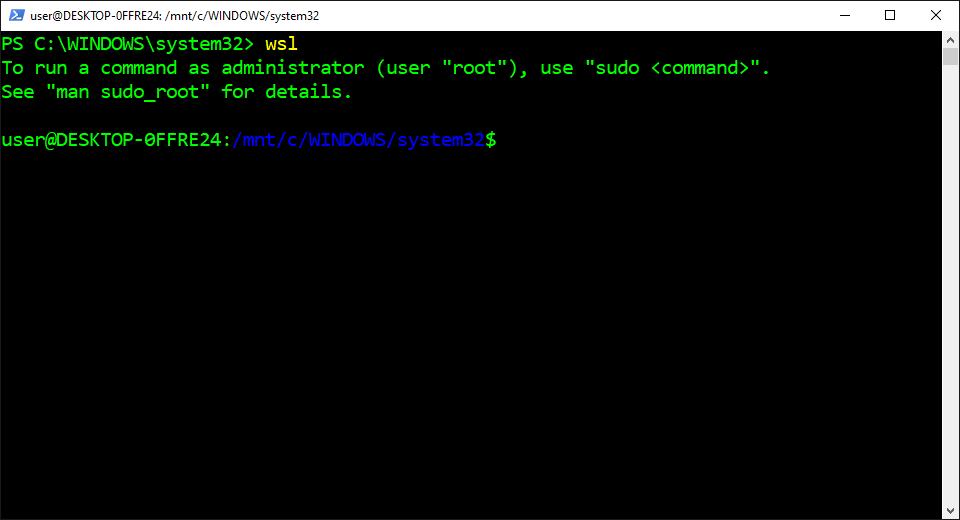 user@DESKTOP-0FFRE24: /mnt/c/WINDOWS/system32
PS C:\WINDOWS\system32> wsl
To run a command as administrator (user "root"), use "sudo <command>".
See "man sudo_root" for details.
user@DESKTOP-0FFRE24:/mnt/c/WINDOWS/system32$